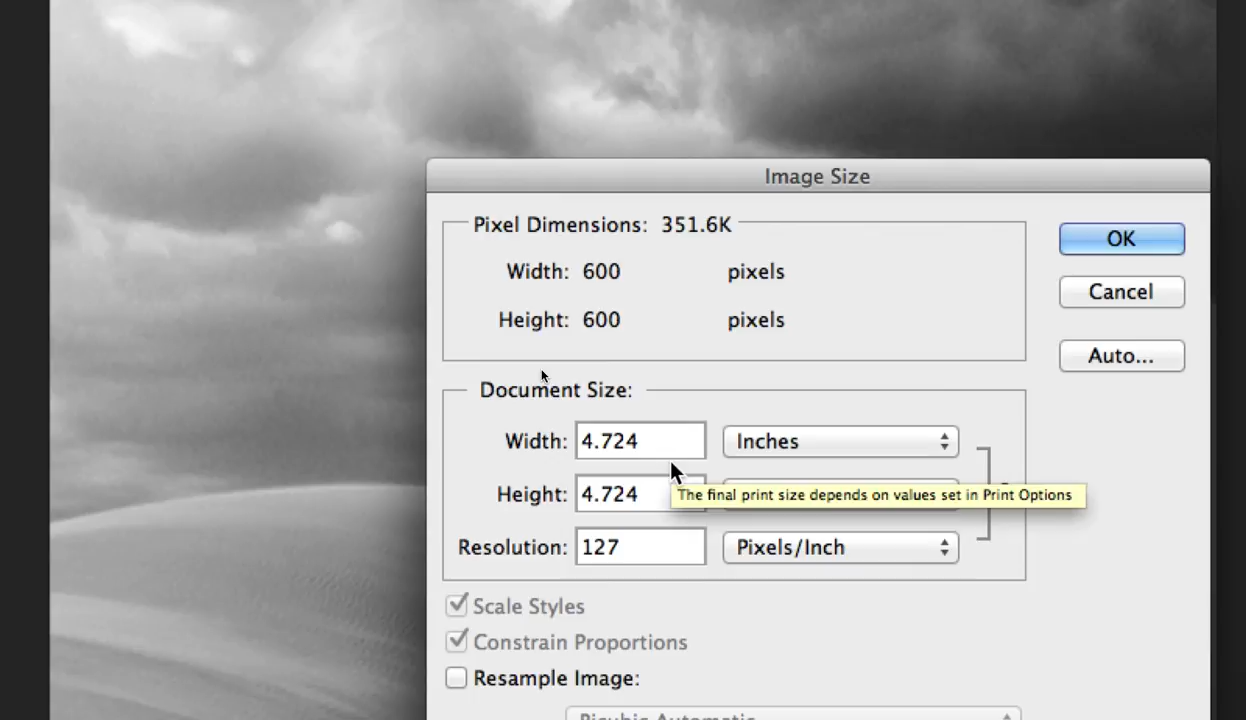 Image Size
Pixel Dimensions: 351.6K
OK
Width: 600 pixels
Cancel
Height: 600 pixels
Auto...
Document Size:
Width: 4.724 Inches
Height: 4.724
The final print size depends on values set in Print Options
Resolution: 127 Pixels/Inch
Scale Styles
Constrain Proportions
Resample Image:
Bicubic Automatic